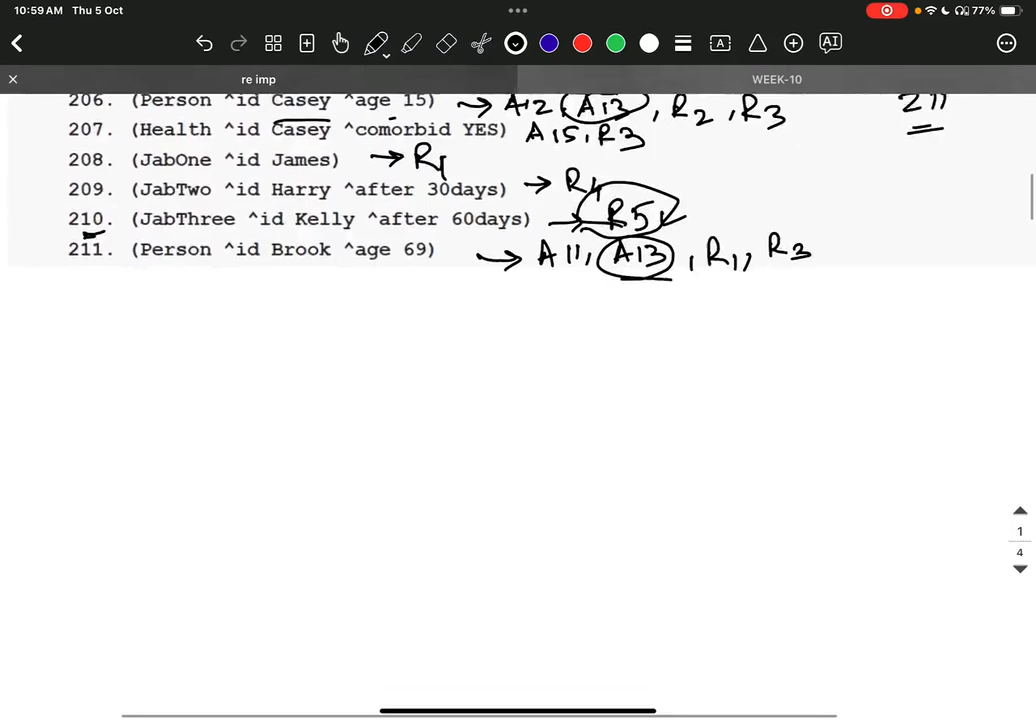 10:59 AM Thu 5 Oct 77%
A AI
re imp WEEK-10
206. (Person ^id Casey ^age 15) → A12 A13, R2, R3 211
207. (Health ^id Casey ^comorbid YES) A15, R3
208. (JabOne ^id James) → R4
209. (JabTwo ^id Harry ^after 30days) → R4
210. (JabThree ^id Kelly ^after 60days) → R5
211. (Person ^id Brook ^age 69) → A11, A13, R1, R3
1
4